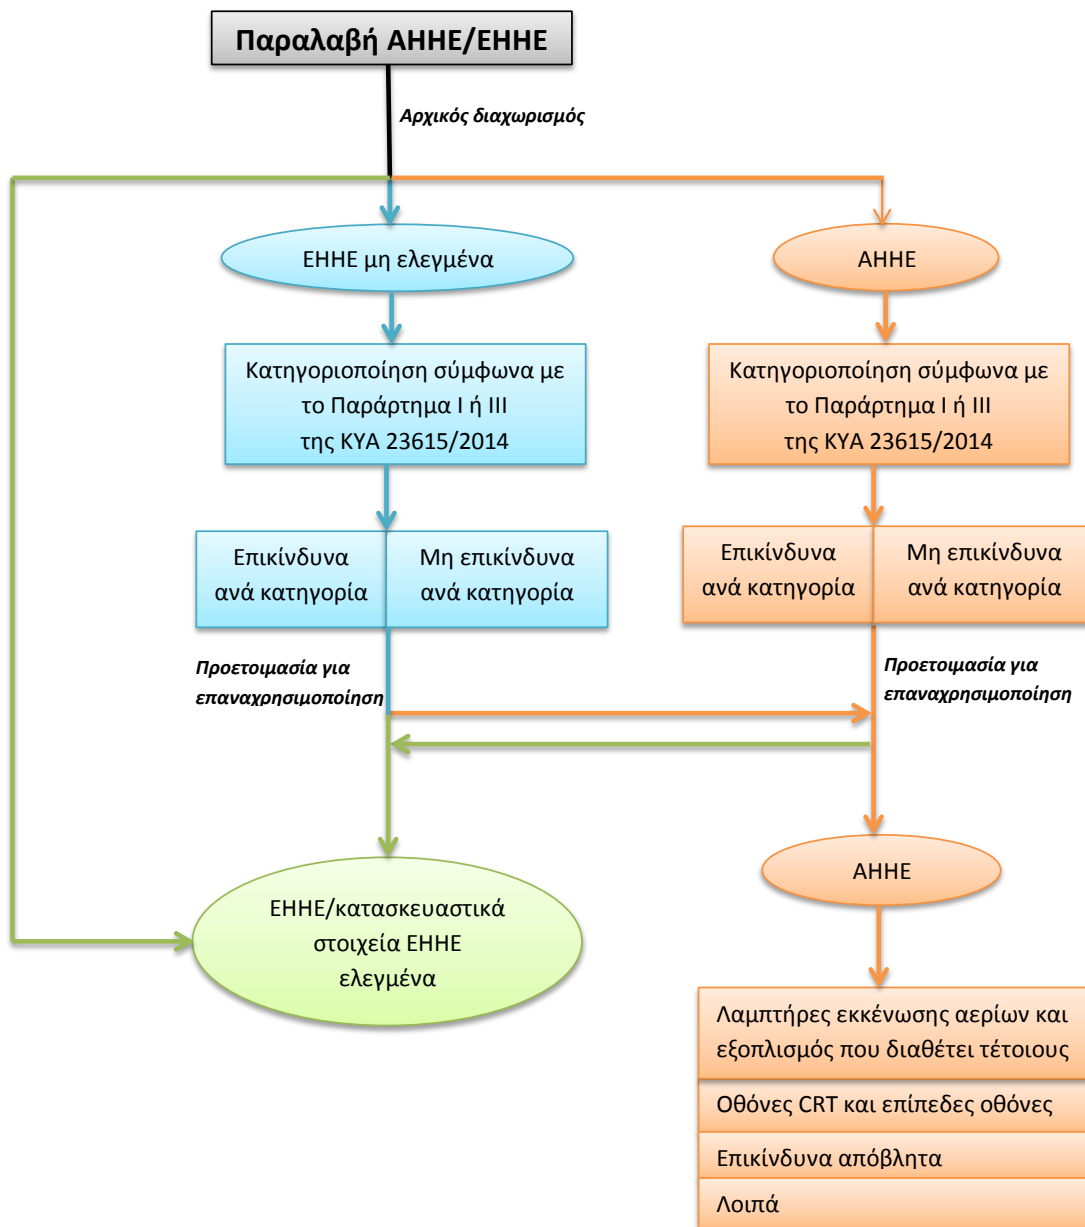 Παραλαβή ΑΗΗΕ/ΕΗΗΕ
Αρχικός διαχωρισμός
ΕΗΗΕ μη ελεγμένα
ΑΗΗΕ
Κατηγοριοποίηση σύμφωνα με
το Παράρτημα Ι ή ΙΙΙ
της ΚΥΑ 23615/2014
Κατηγοριοποίηση σύμφωνα με
το Παράρτημα Ι ή ΙΙΙ
της ΚΥΑ 23615/2014
Επικίνδυνα
ανά κατηγορία
Μη επικίνδυνα
ανά κατηγορία
Επικίνδυνα
ανά κατηγορία
Μη επικίνδυνα
ανά κατηγορία
Προετοιμασία για
επαναχρησιμοποίηση
Προετοιμασία για
επαναχρησιμοποίηση
ΕΗΗΕ/κατασκευαστικά
στοιχεία ΕΗΗΕ
ελεγμένα
ΑΗΗΕ
Λαμπτήρες εκκένωσης αερίων και
εξοπλισμός που διαθέτει τέτοιους
Οθόνες CRT και επίπεδες οθόνες
Επικίνδυνα απόβλητα
Λοιπά